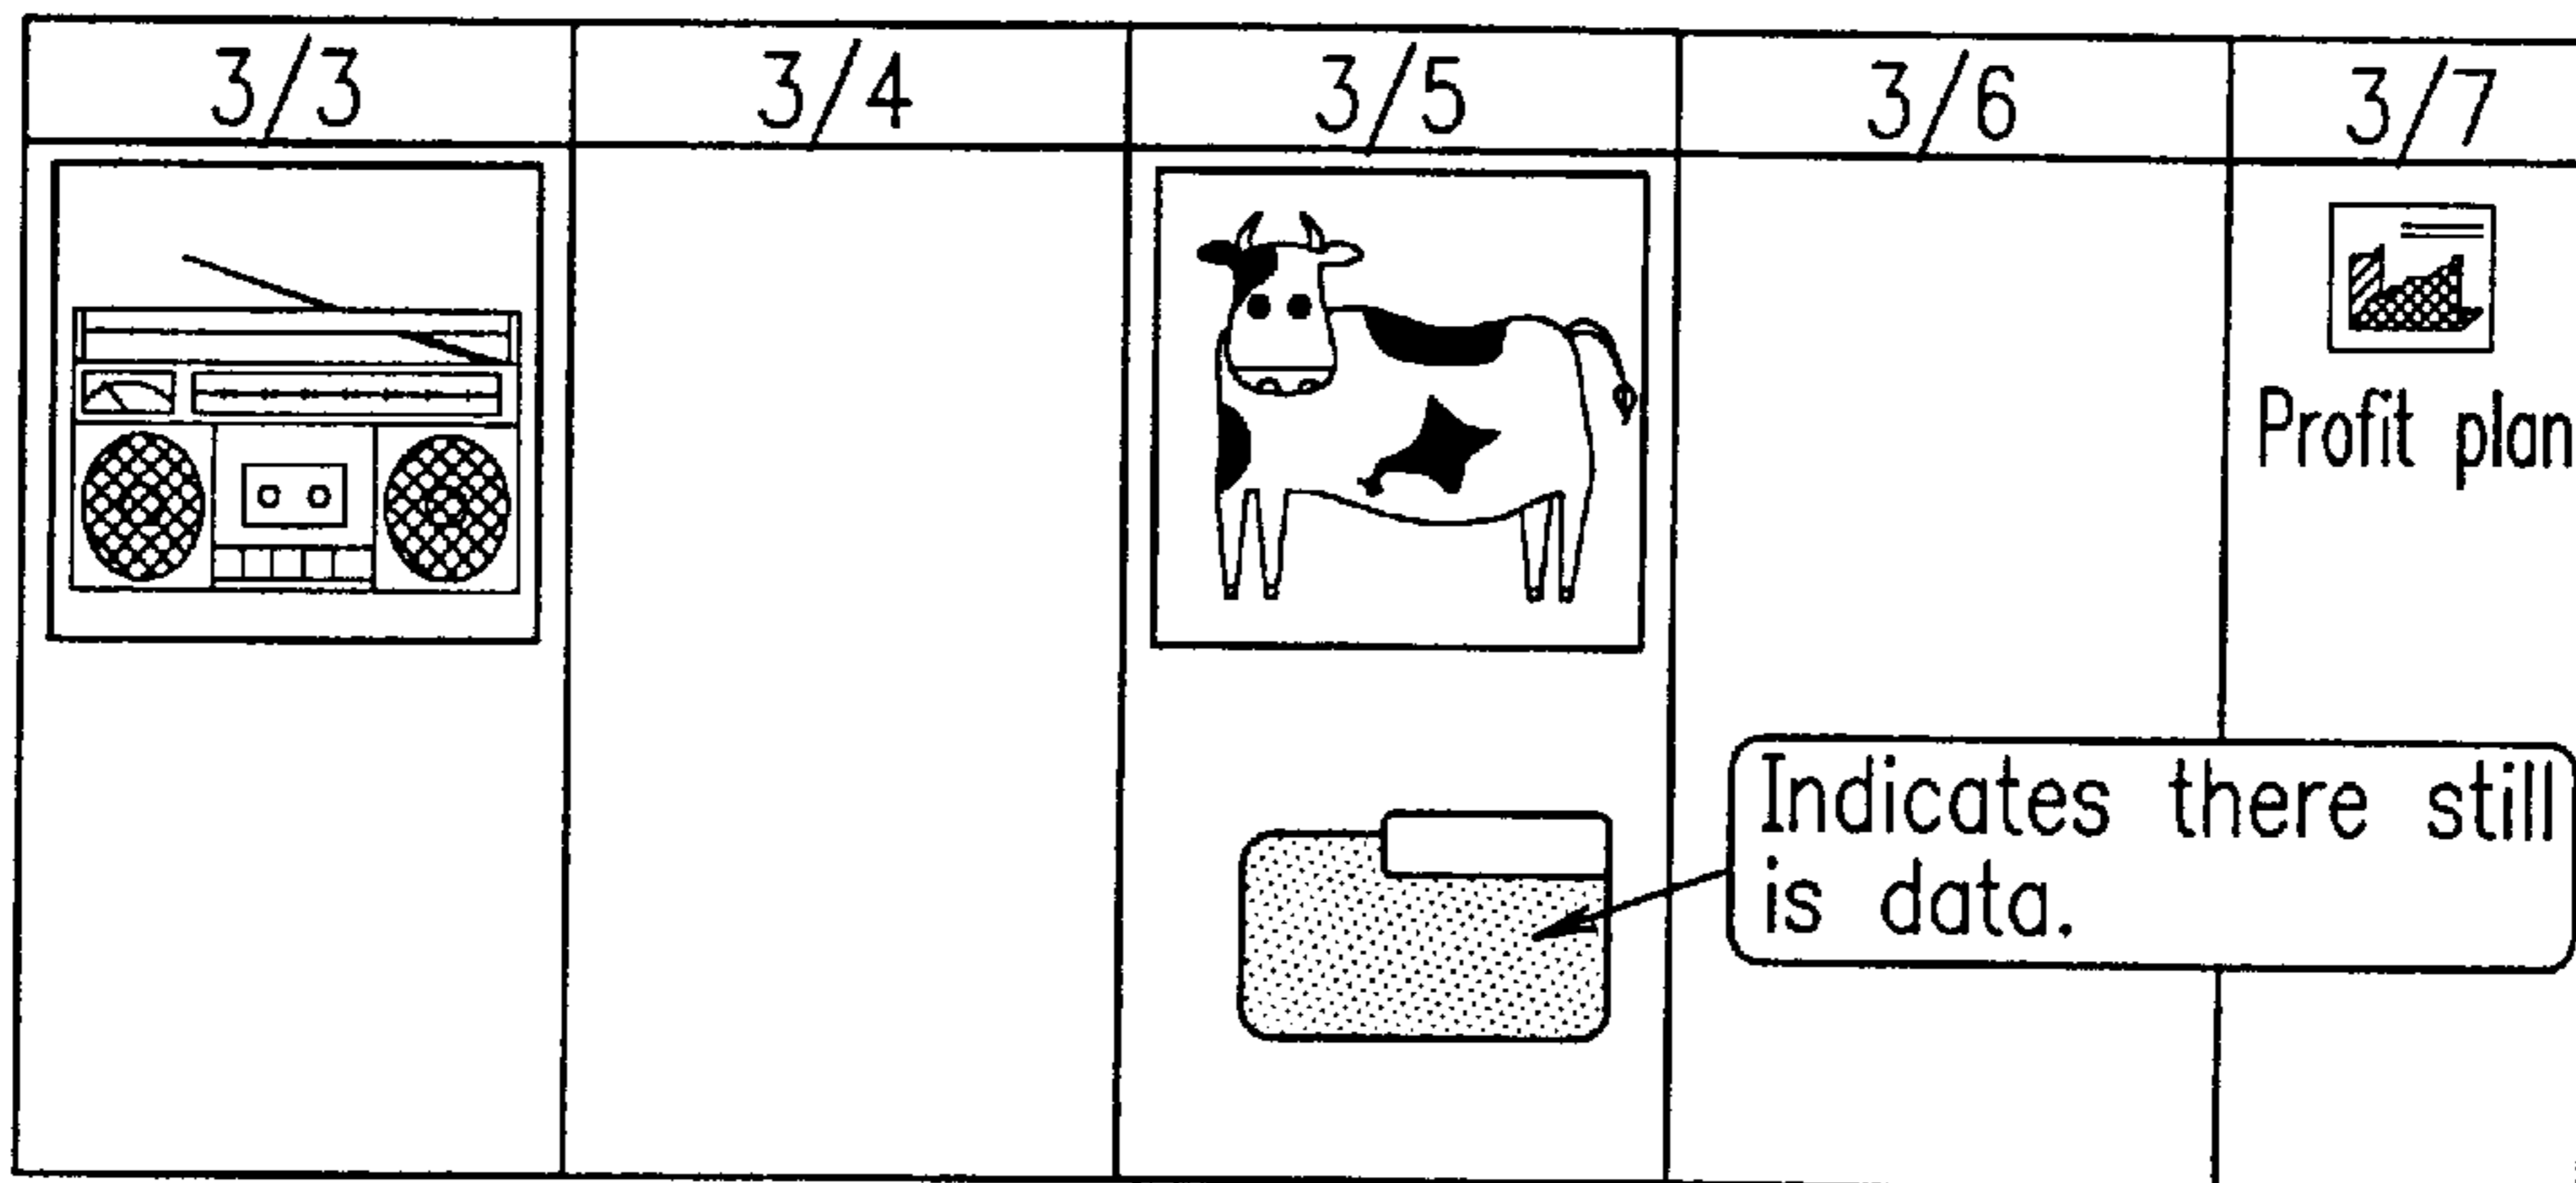 3/3 3/4 3/5 3/6 3/7
Profit plan
Indicates there still
is data.